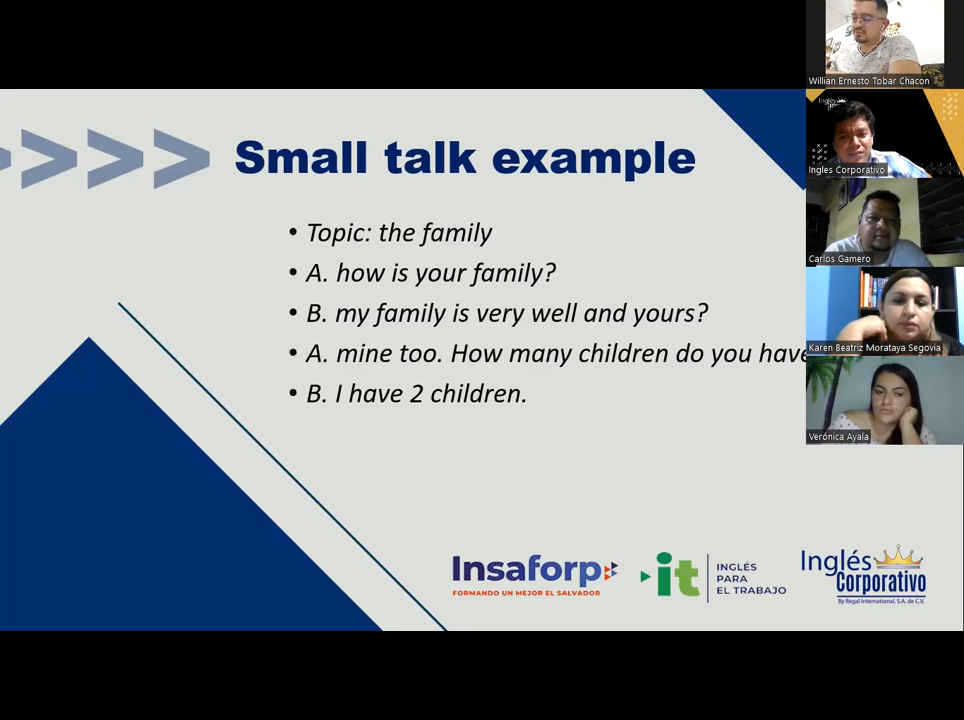 Small talk example
• Topic: the family
• A. how is your family?
• B. my family is very well and yours?
• A. mine too. How many children do you have
• B. I have 2 children.
Insaforp
FORMANDO UN MEJOR EL SALVADOR
it
INGLÉS
PARA
EL TRABAJO
Inglés
Corporativo
By Regal International, S.A. de C.V.
Willian Ernesto Tobar Chacon
Inglés
Ingles Corporativo
Carlos Gamero
Karen Beatriz Morataya Segovia
Verónica Ayala